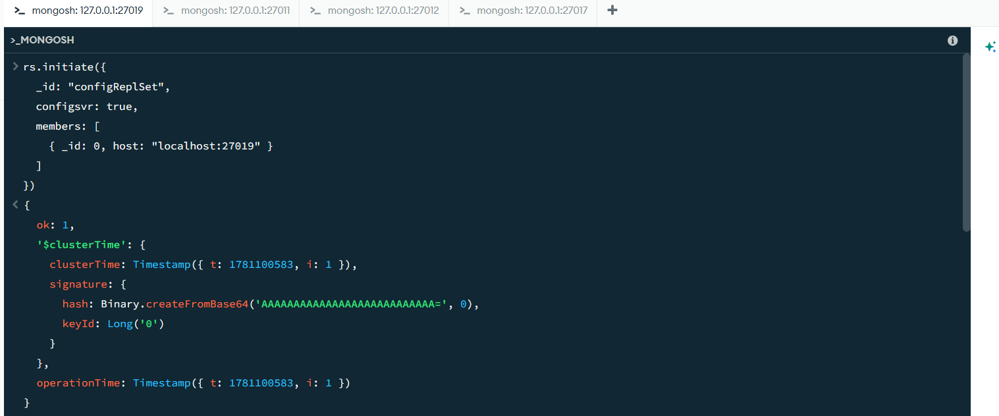 >_ mongosh: 127.0.0.1:27019 >_ mongosh: 127.0.0.1:27011 >_ mongosh: 127.0.0.1:27012 >_ mongosh: 127.0.0.1:27017 +
>_MONGOSH
> rs.initiate({
_id: "configReplSet",
configsvr: true,
members: [
{ _id: 0, host: "localhost:27019" }
]
})
< {
ok: 1,
'$clusterTime': {
clusterTime: Timestamp({ t: 1781100583, i: 1 }),
signature: {
hash: Binary.createFromBase64('AAAAAAAAAAAAAAAAAAAAAAAAAAA=', 0),
keyId: Long('0')
}
},
operationTime: Timestamp({ t: 1781100583, i: 1 })
}